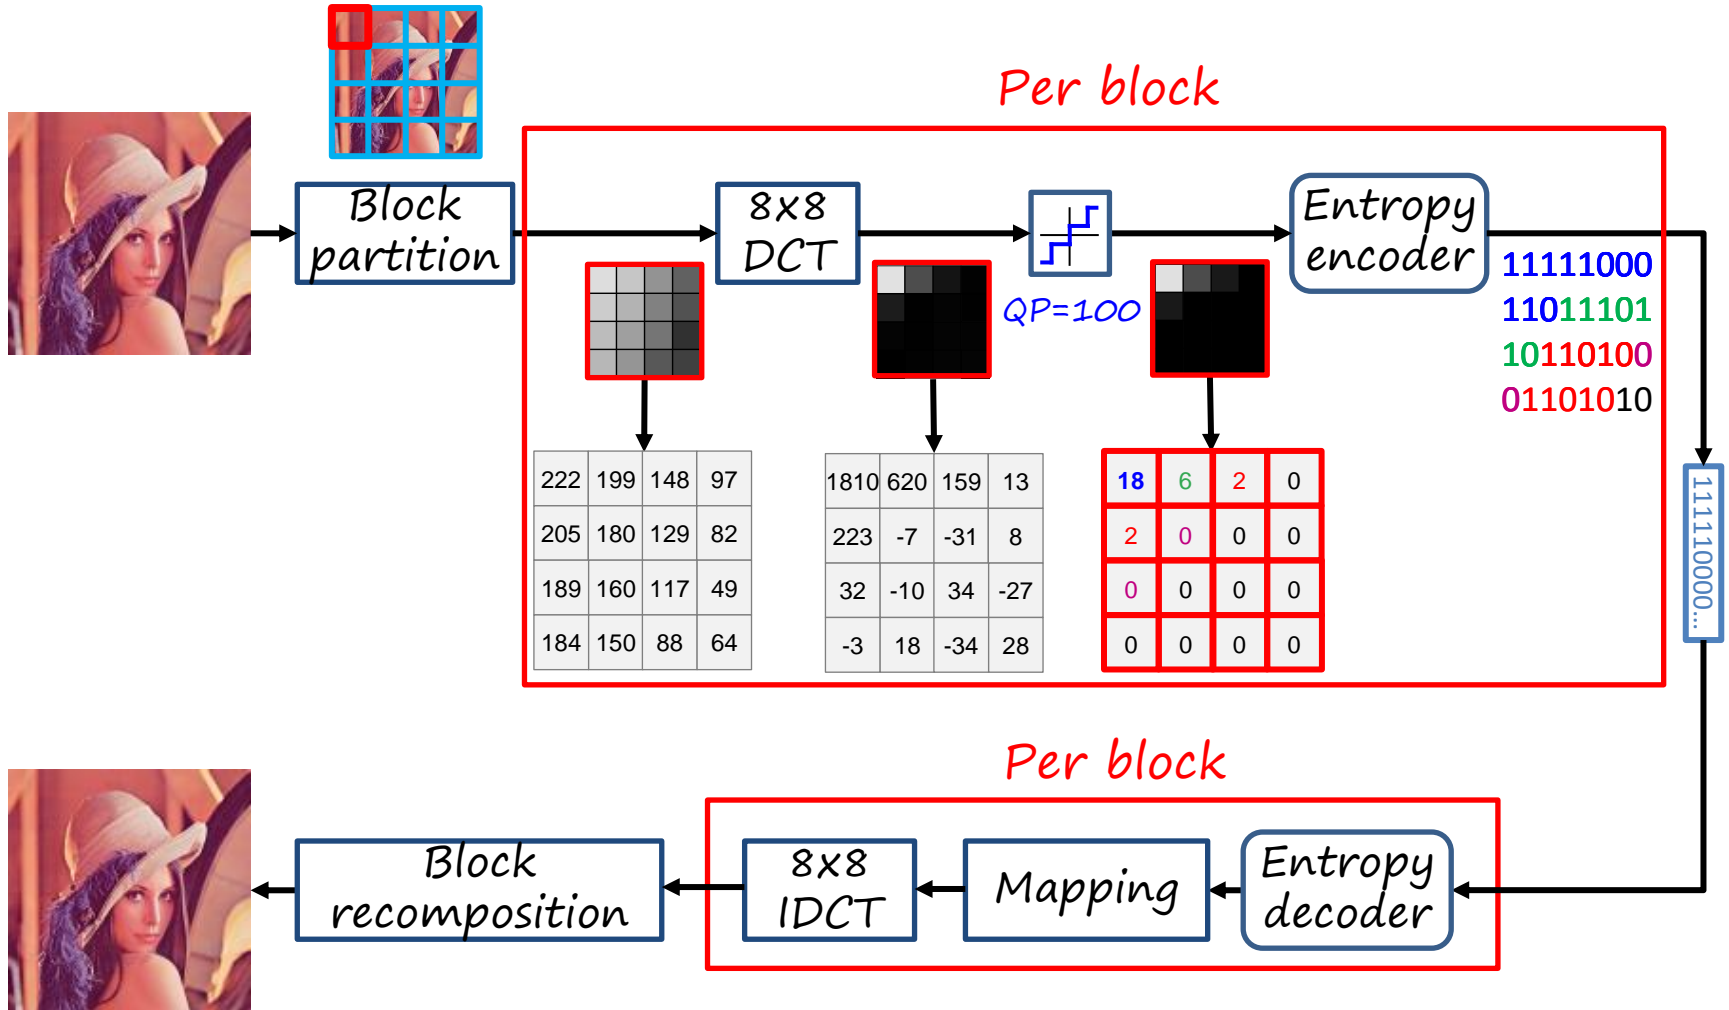 Per block
Block
partition
8x8
DCT
Entropy
encoder
QP=100
11111000
11011101
10110100
01101010
222 199 148 97
205 180 129 82
189 160 117 49
184 150 88 64
1810 620 159 13
223 -7 -31 8
32 -10 34 -27
-3 18 -34 28
18 6 2 0
2 0 0 0
0 0 0 0
0 0 0 0
111110000...
Per block
Block
recomposition
8x8
IDCT
Mapping
Entropy
decoder